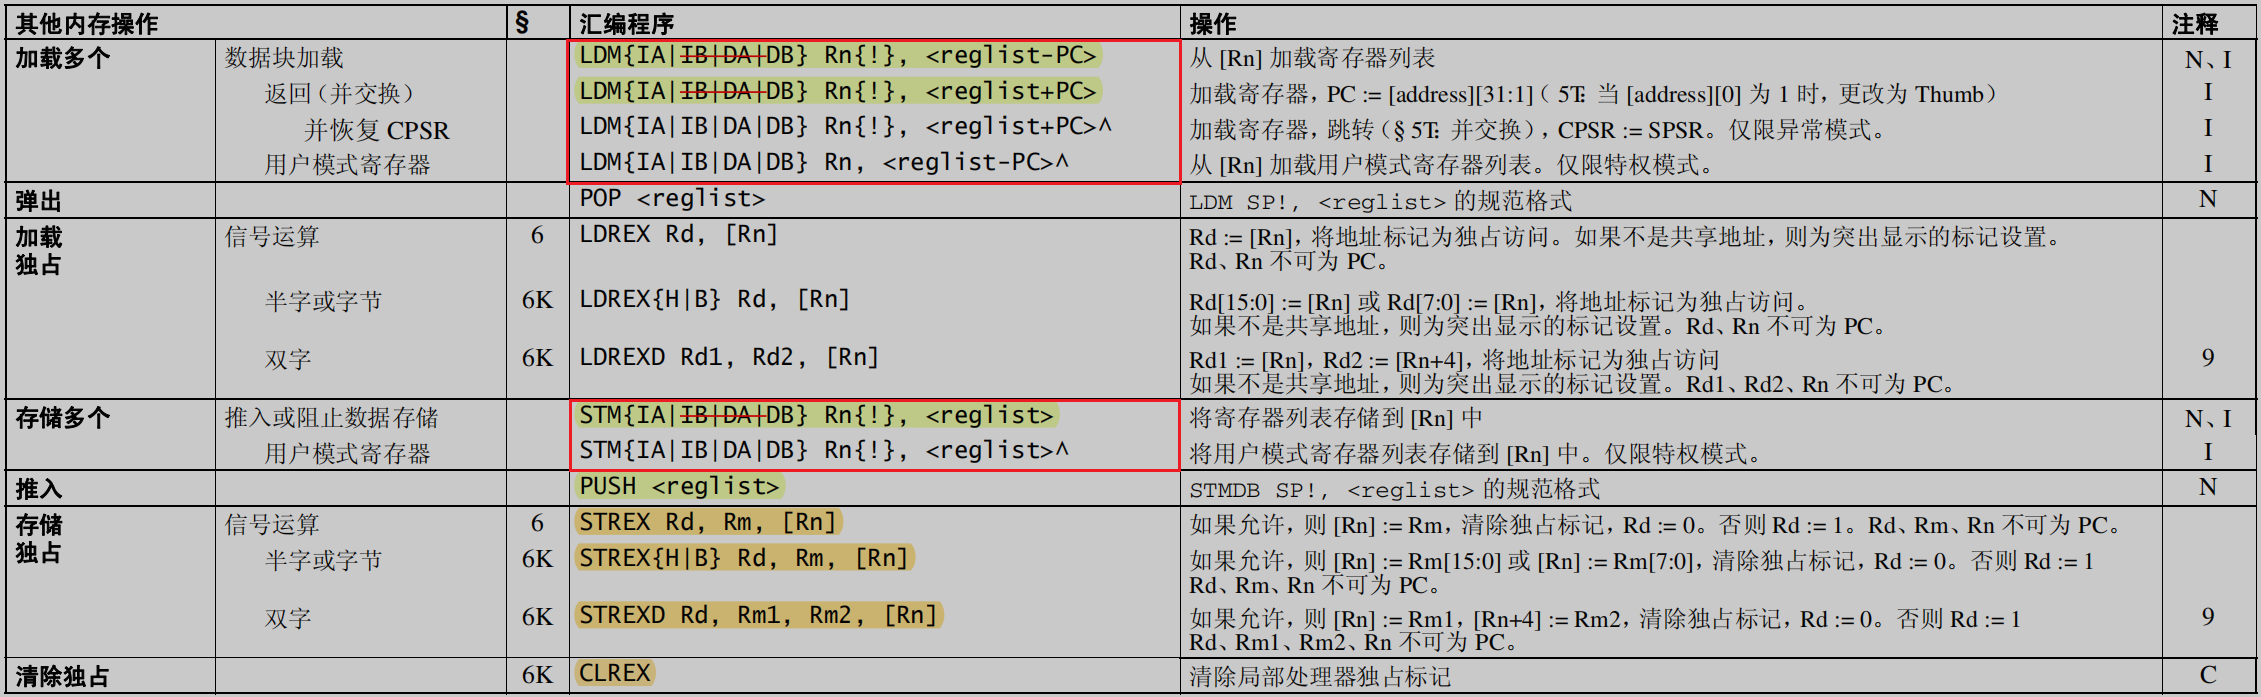 其他内存操作 § 汇编程序 操作 注释
加载多个 数据块加载 LDM{IA|IB|DA|DB} Rn{!}, <reglist-PC> 从 [Rn] 加载寄存器列表 N、I
返回（并交换） LDM{IA|IB|DA|DB} Rn{!}, <reglist+PC> 加载寄存器，PC := [address][31:1]（ 5T: 当 [address][0] 为 1 时，更改为 Thumb） I
并恢复 CPSR LDM{IA|IB|DA|DB} Rn{!}, <reglist+PC>^ 加载寄存器，跳转（§ 5T: 并交换），CPSR := SPSR。仅限异常模式。 I
用户模式寄存器 LDM{IA|IB|DA|DB} Rn, <reglist-PC>^ 从 [Rn] 加载用户模式寄存器列表。仅限特权模式。 I
弹出 POP <reglist> LDM SP!, <reglist> 的规范格式 N
加载 信号运算 6 LDREX Rd, [Rn] Rd := [Rn]，将地址标记为独占访问。如果不是共享地址，则为突出显示的标记设置。
独占 Rd、Rn 不可为 PC。
半字或字节 6K LDREX{H|B} Rd, [Rn] Rd[15:0] := [Rn] 或 Rd[7:0] := [Rn]，将地址标记为独占访问。
如果不是共享地址，则为突出显示的标记设置。Rd、Rn 不可为 PC。
双字 6K LDREXD Rd1, Rd2, [Rn] Rd1 := [Rn]，Rd2 := [Rn+4]，将地址标记为独占访问 9
如果不是共享地址，则为突出显示的标记设置。Rd1、Rd2、Rn 不可为 PC。
存储多个 推入或阻止数据存储 STM{IA|IB|DA|DB} Rn{!}, <reglist> 将寄存器列表存储到 [Rn] 中 N、I
用户模式寄存器 STM{IA|IB|DA|DB} Rn{!}, <reglist>^ 将用户模式寄存器列表存储到 [Rn] 中。仅限特权模式。 I
推入 PUSH <reglist> STMDB SP!, <reglist> 的规范格式 N
存储 信号运算 6 STREX Rd, Rm, [Rn] 如果允许，则 [Rn] := Rm，清除独占标记，Rd := 0。否则 Rd := 1。Rd、Rm、Rn 不可为 PC。
独占
半字或字节 6K STREX{H|B} Rd, Rm, [Rn] 如果允许，则 [Rn] := Rm[15:0] 或 [Rn] := Rm[7:0]，清除独占标记，Rd := 0。否则 Rd := 1
Rd、Rm、Rn 不可为 PC。
双字 6K STREXD Rd, Rm1, Rm2, [Rn] 如果允许，则 [Rn] := Rm1，[Rn+4] := Rm2，清除独占标记，Rd := 0。否则 Rd := 1 9
Rd、Rm1、Rm2、Rn 不可为 PC。
清除独占 6K CLREX 清除局部处理器独占标记 C